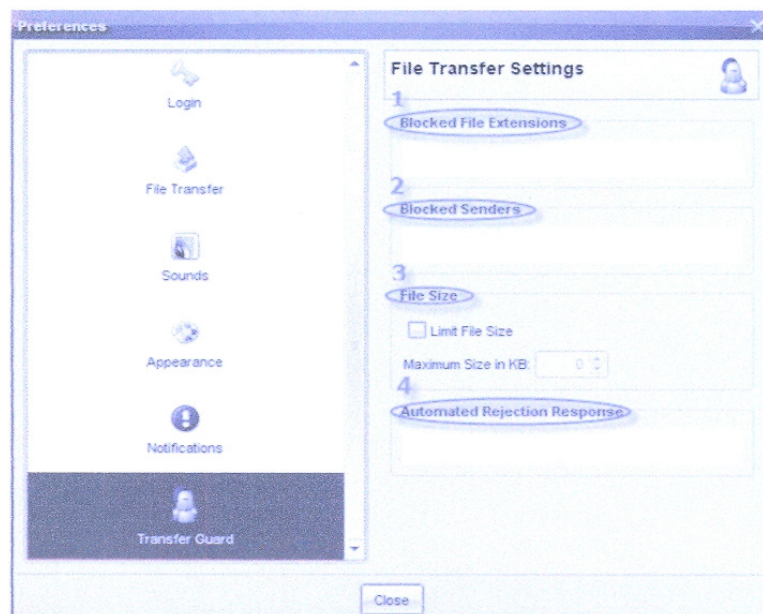 Preferences
Login
File Transfer
Sounds
Appearance
Notifications
Transfer Guard
File Transfer Settings
1
Blocked File Extensions
2
Blocked Senders
3
File Size
Limit File Size
Maximum Size in KB: 0
4
Automated Rejection Response
Close